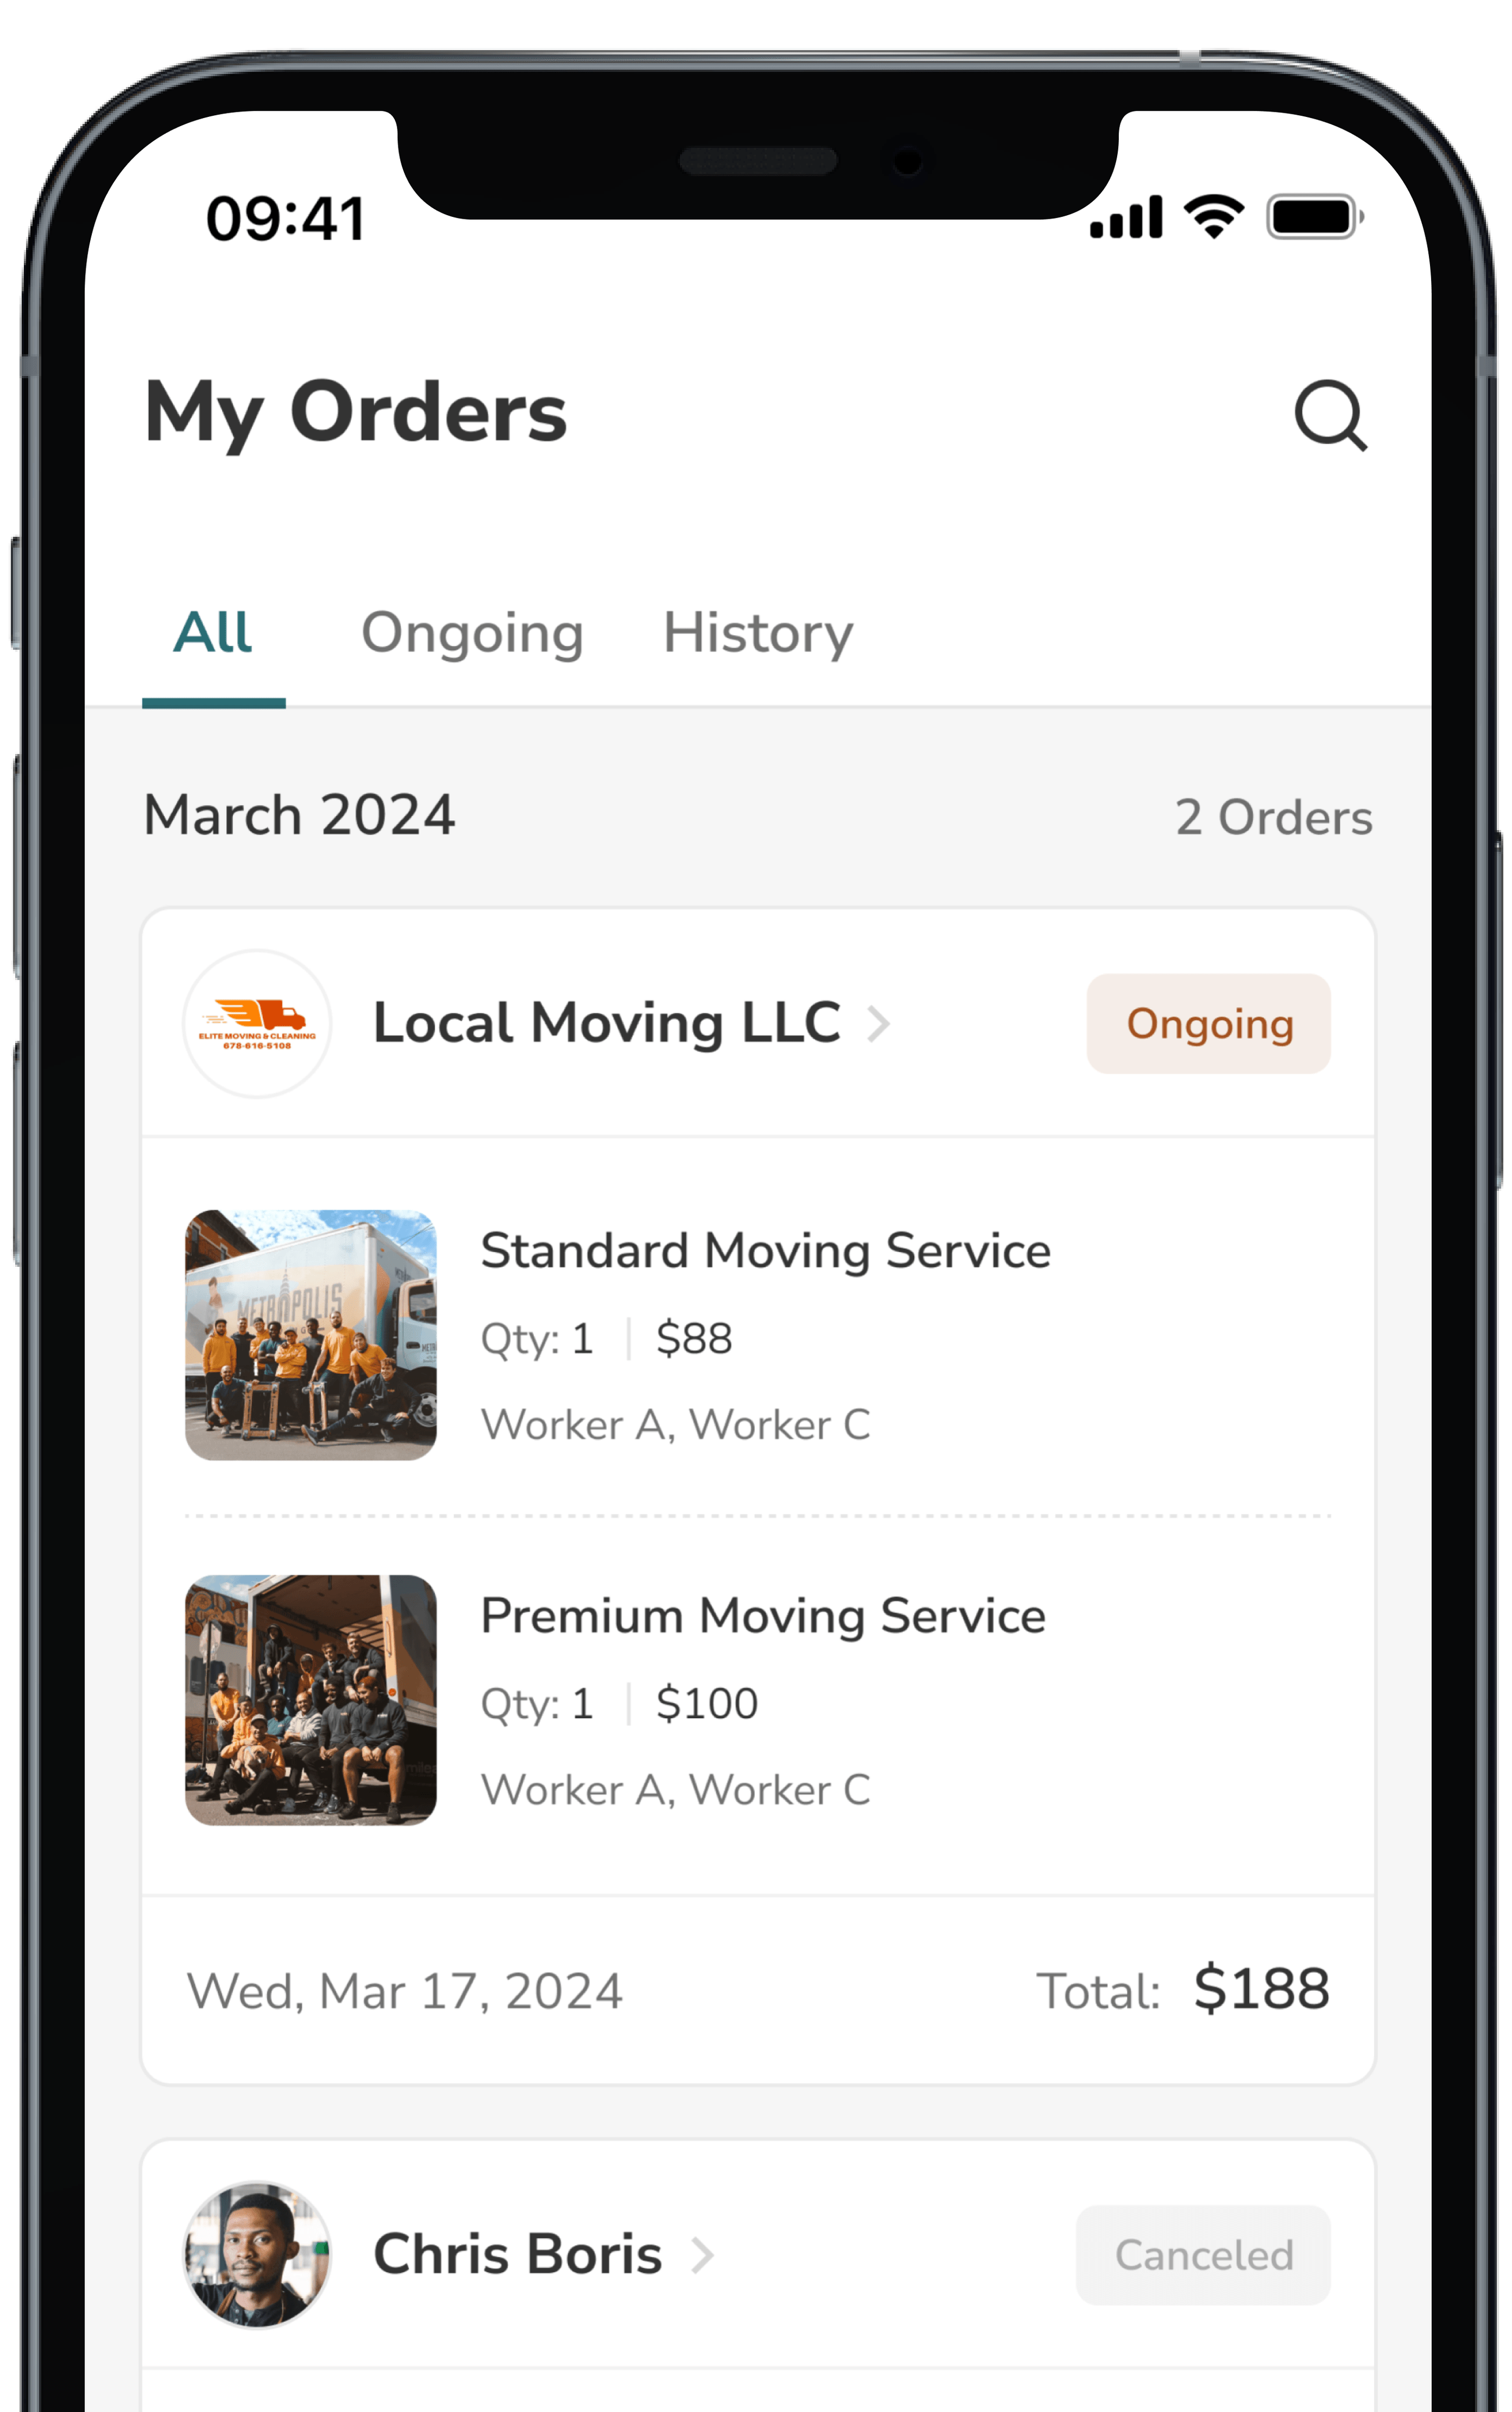 09:41
My Orders
All Ongoing History
March 2024 2 Orders
ELITE MOVING & CLEANING
678-616-5108
Local Moving LLC Ongoing
METROPOLIS
Standard Moving Service
Qty: 1 $88
Worker A, Worker C
Premium Moving Service
Qty: 1 $100
Worker A, Worker C
Wed, Mar 17, 2024 Total: $188
Chris Boris Canceled